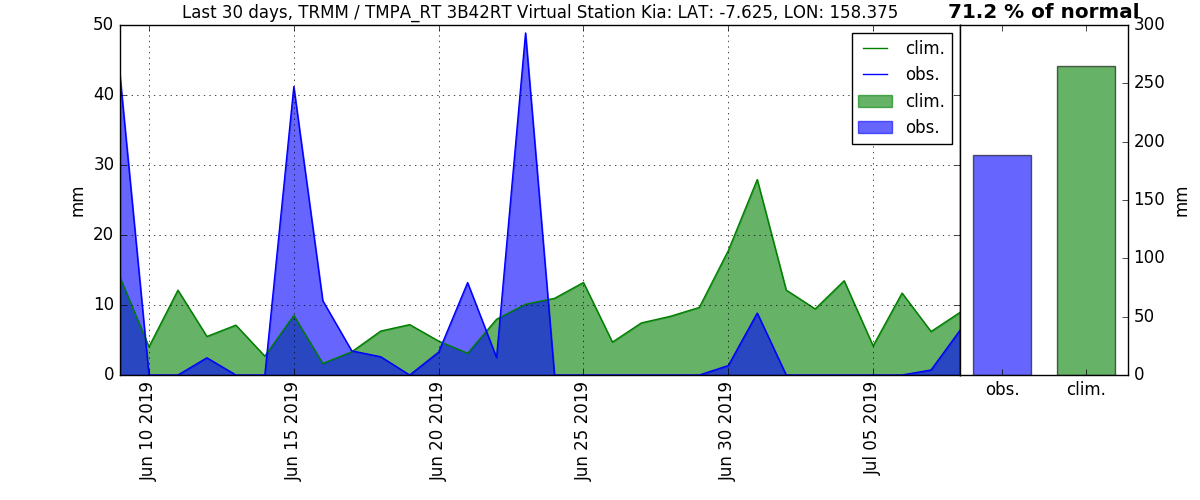 Last 30 days, TRMM / TMPA_RT 3B42RT Virtual Station Kia: LAT: -7.625, LON: 158.375
71.2 % of normal
50
40
30
20
10
0
mm
clim.
obs.
clim.
obs.
Jun 10 2019
Jun 15 2019
Jun 20 2019
Jun 25 2019
Jun 30 2019
Jul 05 2019
300
250
200
150
100
50
0
mm
obs.
clim.